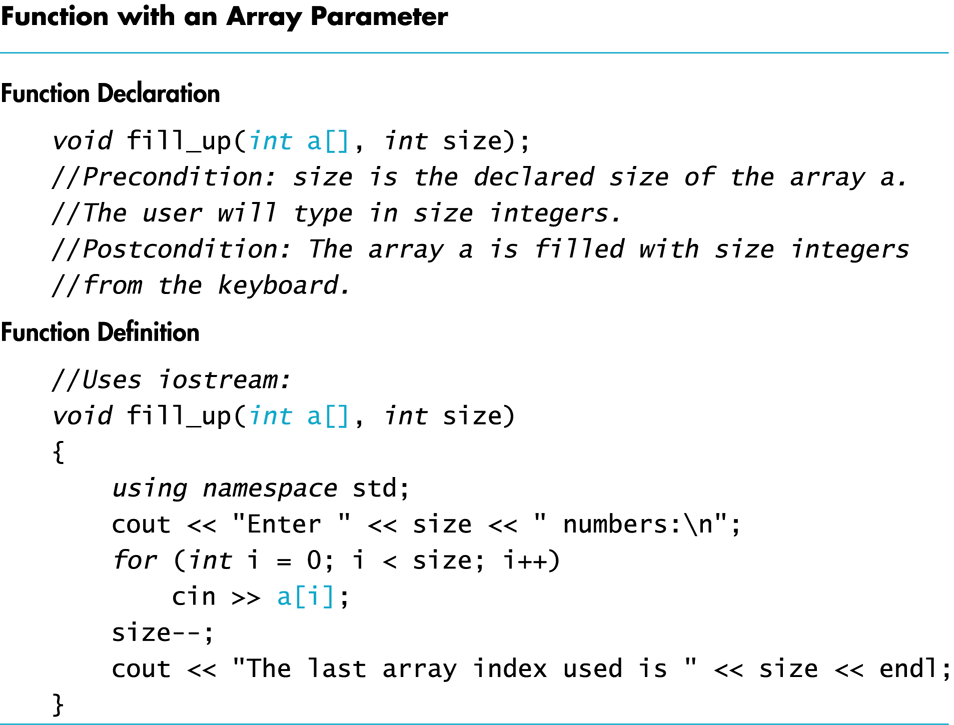 Function with an Array Parameter
Function Declaration
void fill_up(int a[], int size);
//Precondition: size is the declared size of the array a.
//The user will type in size integers.
//Postcondition: The array a is filled with size integers
//from the keyboard.
Function Definition
//Uses iostream:
void fill_up(int a[], int size)
{
    using namespace std;
    cout << "Enter " << size << " numbers:\n";
    for (int i = 0; i < size; i++)
        cin >> a[i];
    size--;
    cout << "The last array index used is " << size << endl;
}